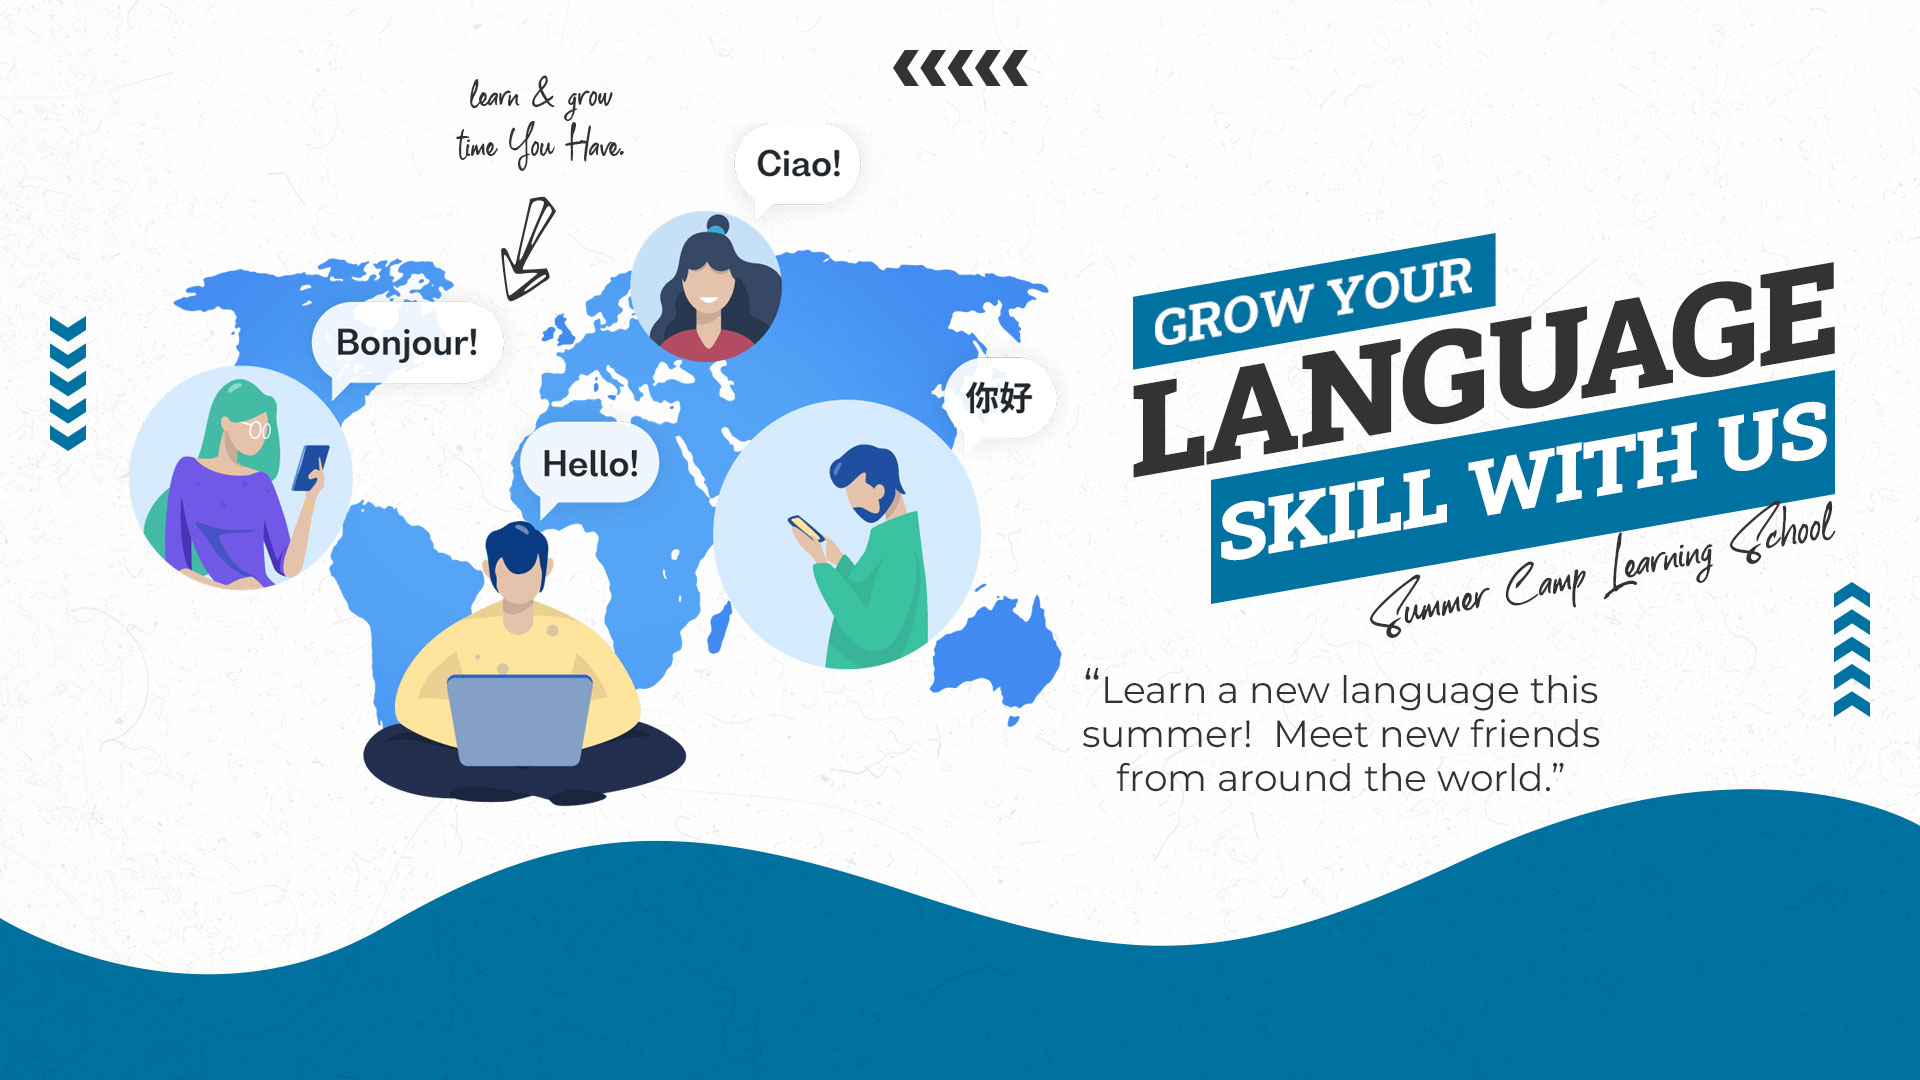 learn & grow
time You Have.
Ciao!
Bonjour!
你好
Hello!
GROW YOUR
LANGUAGE
SKILL WITH US
Summer Camp Learning School
“Learn a new language this
summer! Meet new friends
from around the world.”